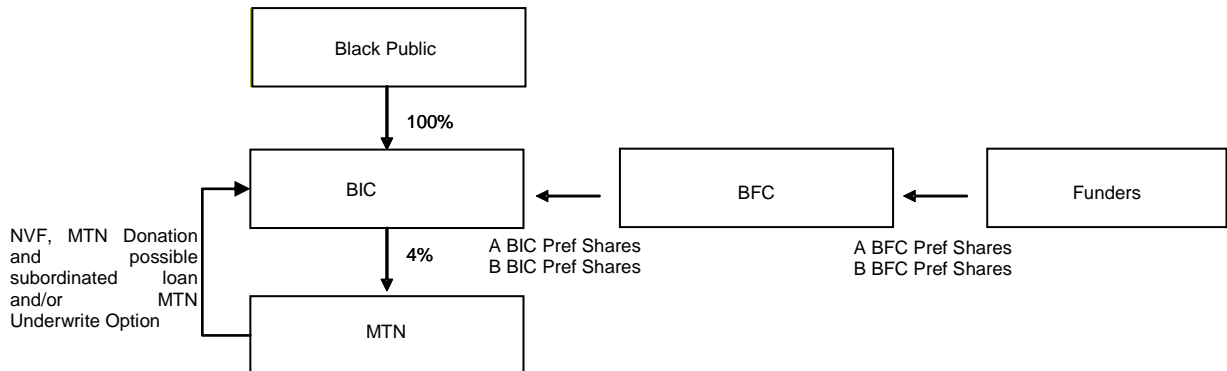 Black Public
100%
BIC
BFC
Funders
NVF, MTN Donation
and possible
subordinated loan
and/or MTN
Underwrite Option
4%
A BIC Pref Shares
B BIC Pref Shares
A BFC Pref Shares
B BFC Pref Shares
MTN